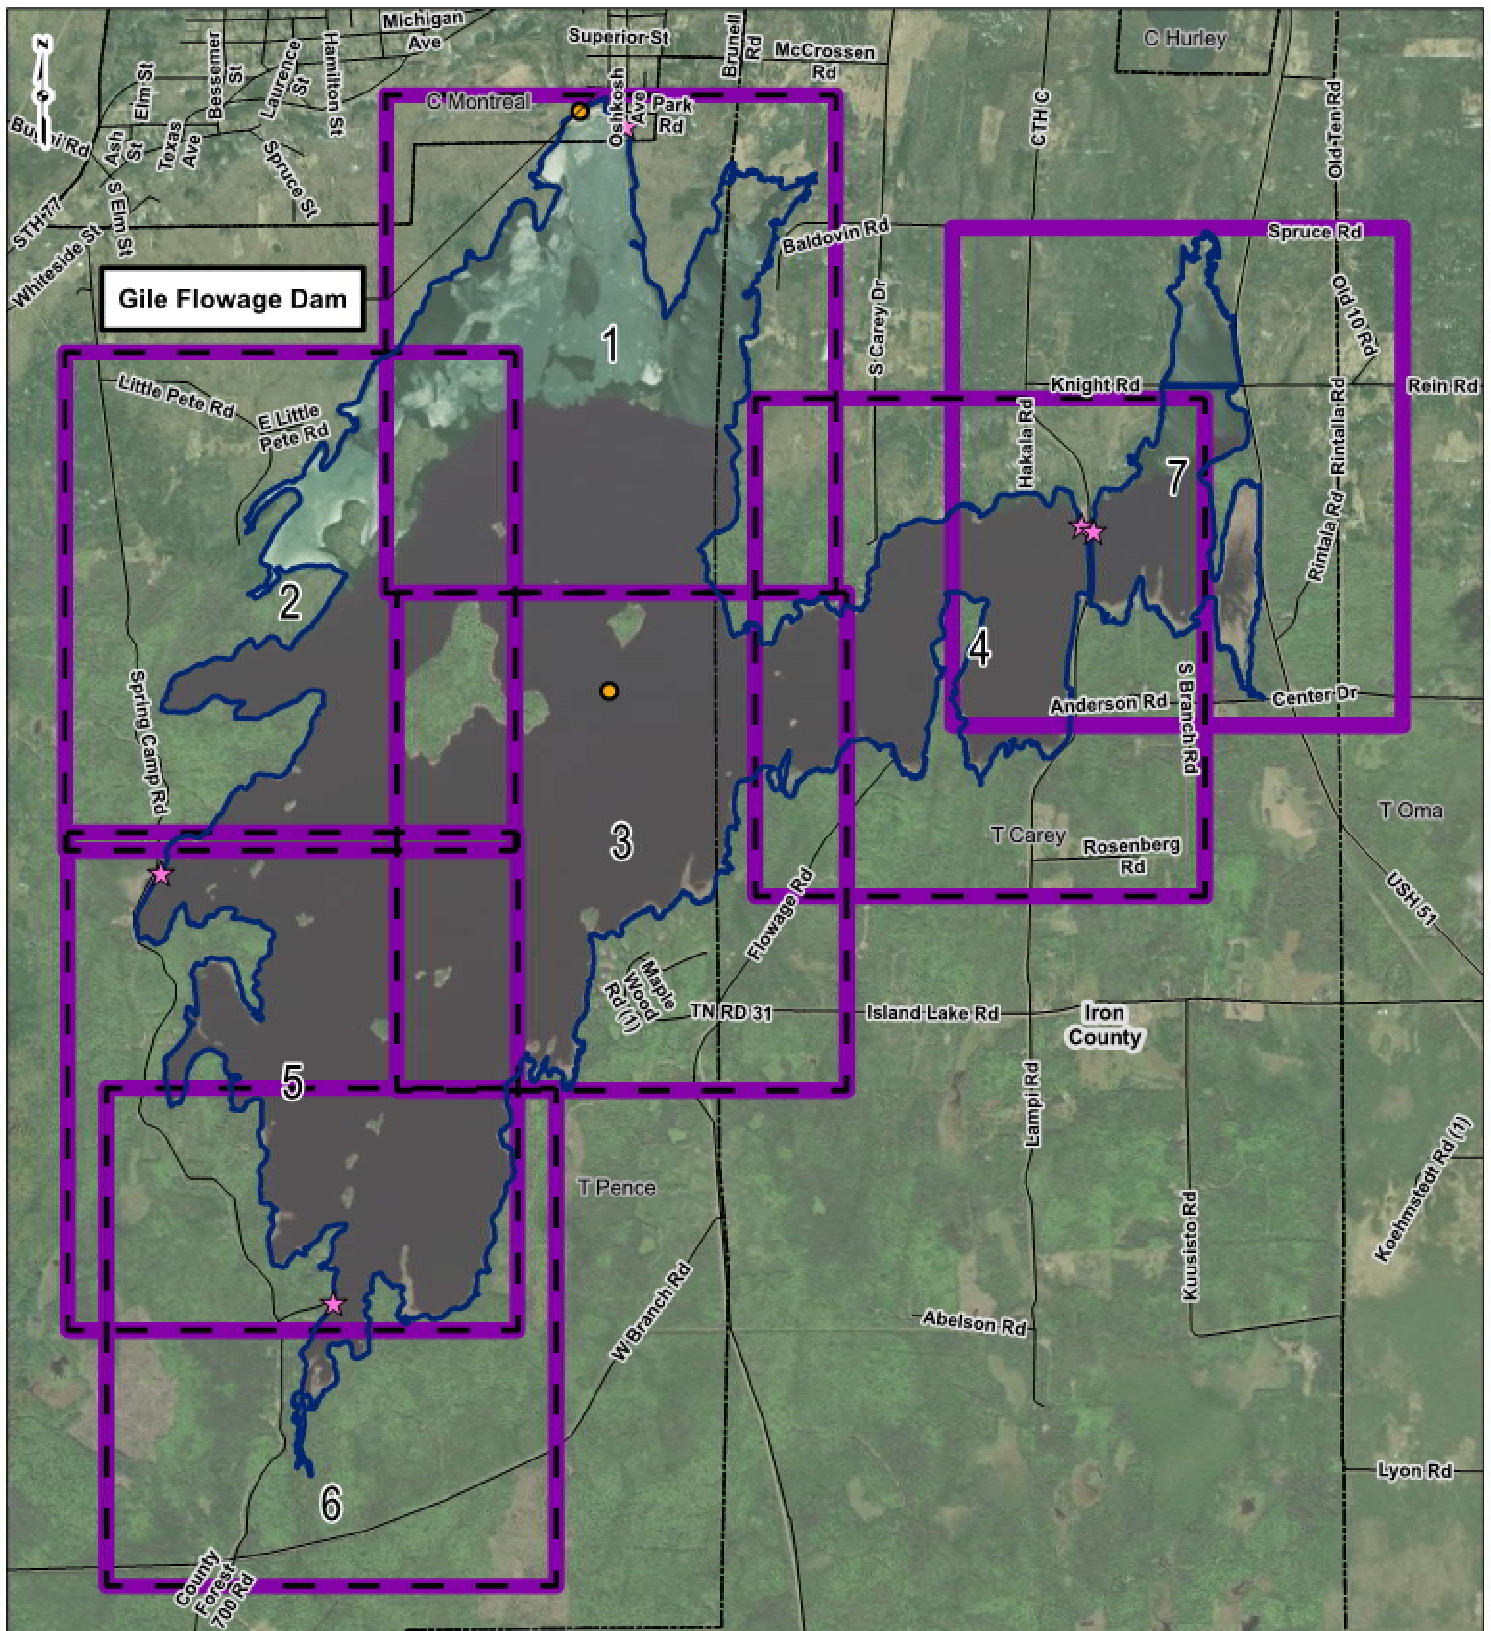 Michigan
Ave
Superior St
Brunell
Rd
McCrossen
Rd
C Hurley
N
Elm St
Bessemer
St
Laurence
St
Hamilton St
C Montreal
Oshkosh
Ave
Park
Rd
CTH C
Old Ten Rd
Ash
St
Texas
Ave
Spruce St
S Elm St
STH 77
Whiteside St
Baldovin Rd
Spruce Rd
Gile Flowage Dam
1
S Carey Dr
Old 10 Rd
Little Pete Rd
E Little
Pete Rd
Knight Rd
Rein Rd
Hakala Rd
Rintalla Rd
7
Rintala Rd
2
4
Spring Camp Rd
Anderson Rd
S Branch Rd
Center Dr
3
T Carey
Rosenberg
Rd
T Oma
USH 51
Flowage Rd
Maple
Wood
Rd (1)
TN RD 31
Island Lake Rd
Iron
County
5
Lampi Rd
T Pence
Koehmstedt Rd (1)
Kuusisto Rd
W Branch Rd
Abelson Rd
Lyon Rd
6
County
Forest
700 Rd